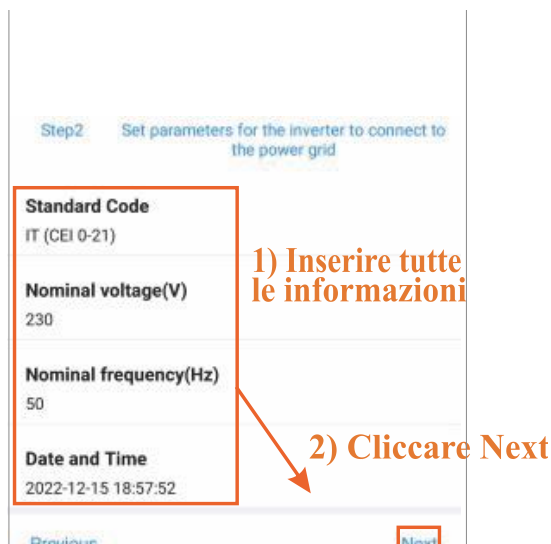 Step2 Set parameters for the inverter to connect to
the power grid
Standard Code
IT (CEI 0-21)
1) Inserire tutte
le informazioni
Nominal voltage(V)
230
Nominal frequency(Hz)
50
2) Cliccare Next
Date and Time
2022-12-15 18:57:52
Previous Next